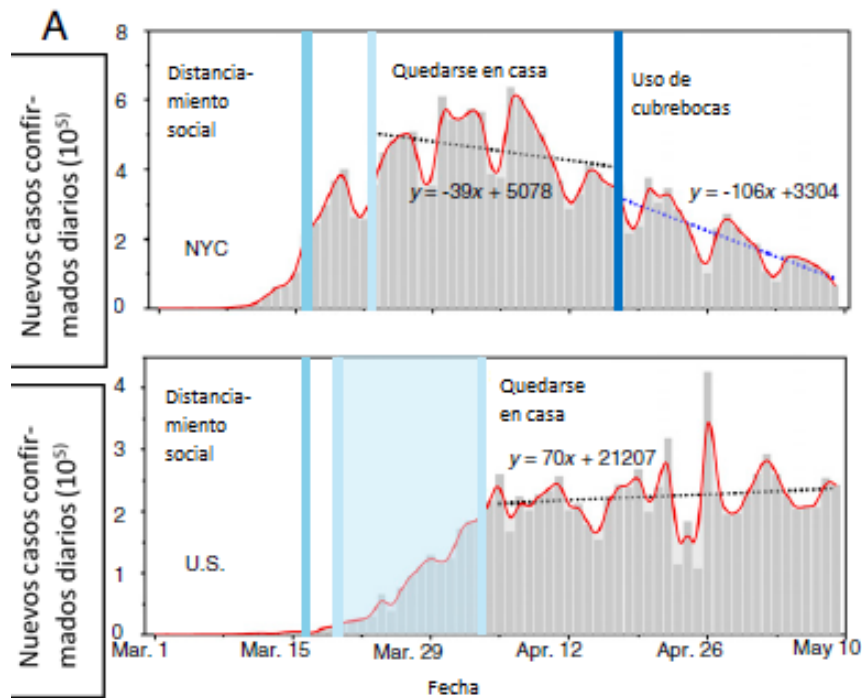 A
Nuevos casos confir-
mados diarios (10⁵⁾
8
6
4
2
0
Distancia-
miento
social
Quedarse en casa
Uso de
cubrebocas
y = -39x + 5078
y = -106x +3304
NYC
Nuevos casos confir-
mados diarios (10⁵⁾
4
3
2
1
0
Distancia-
miento
social
Quedarse
en casa
y = 70x + 21207
U.S.
Mar. 1 Mar. 15 Mar. 29 Apr. 12 Apr. 26 May 10
Fecha